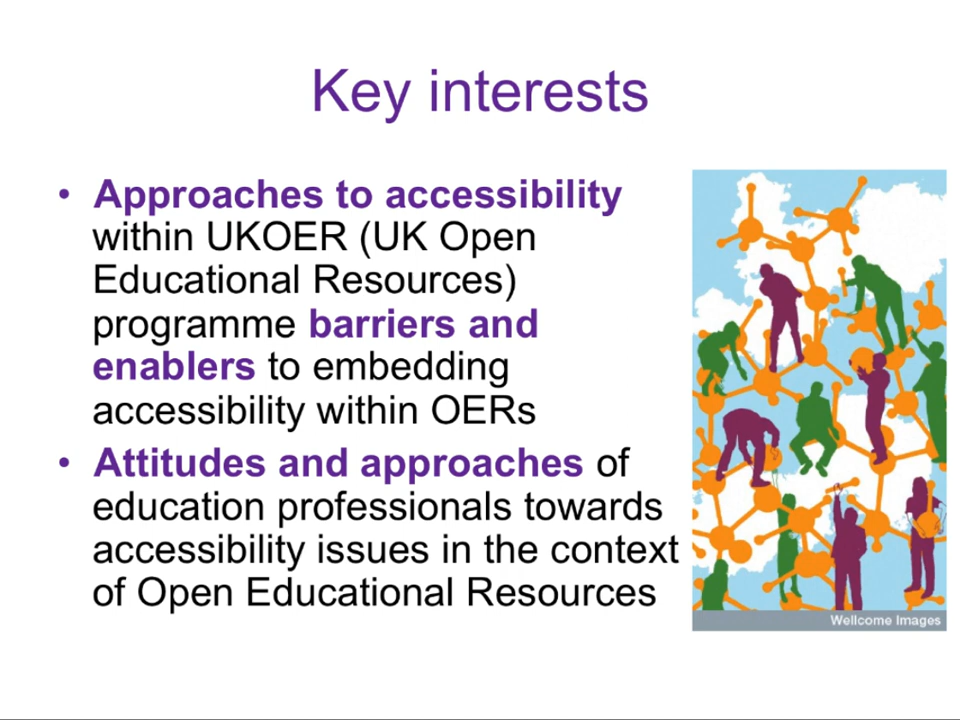 Key interests
• Approaches to accessibility
within UKOER (UK Open
Educational Resources)
programme barriers and
enablers to embedding
accessibility within OERs
• Attitudes and approaches of
education professionals towards
accessibility issues in the context
of Open Educational Resources
Wellcome Images